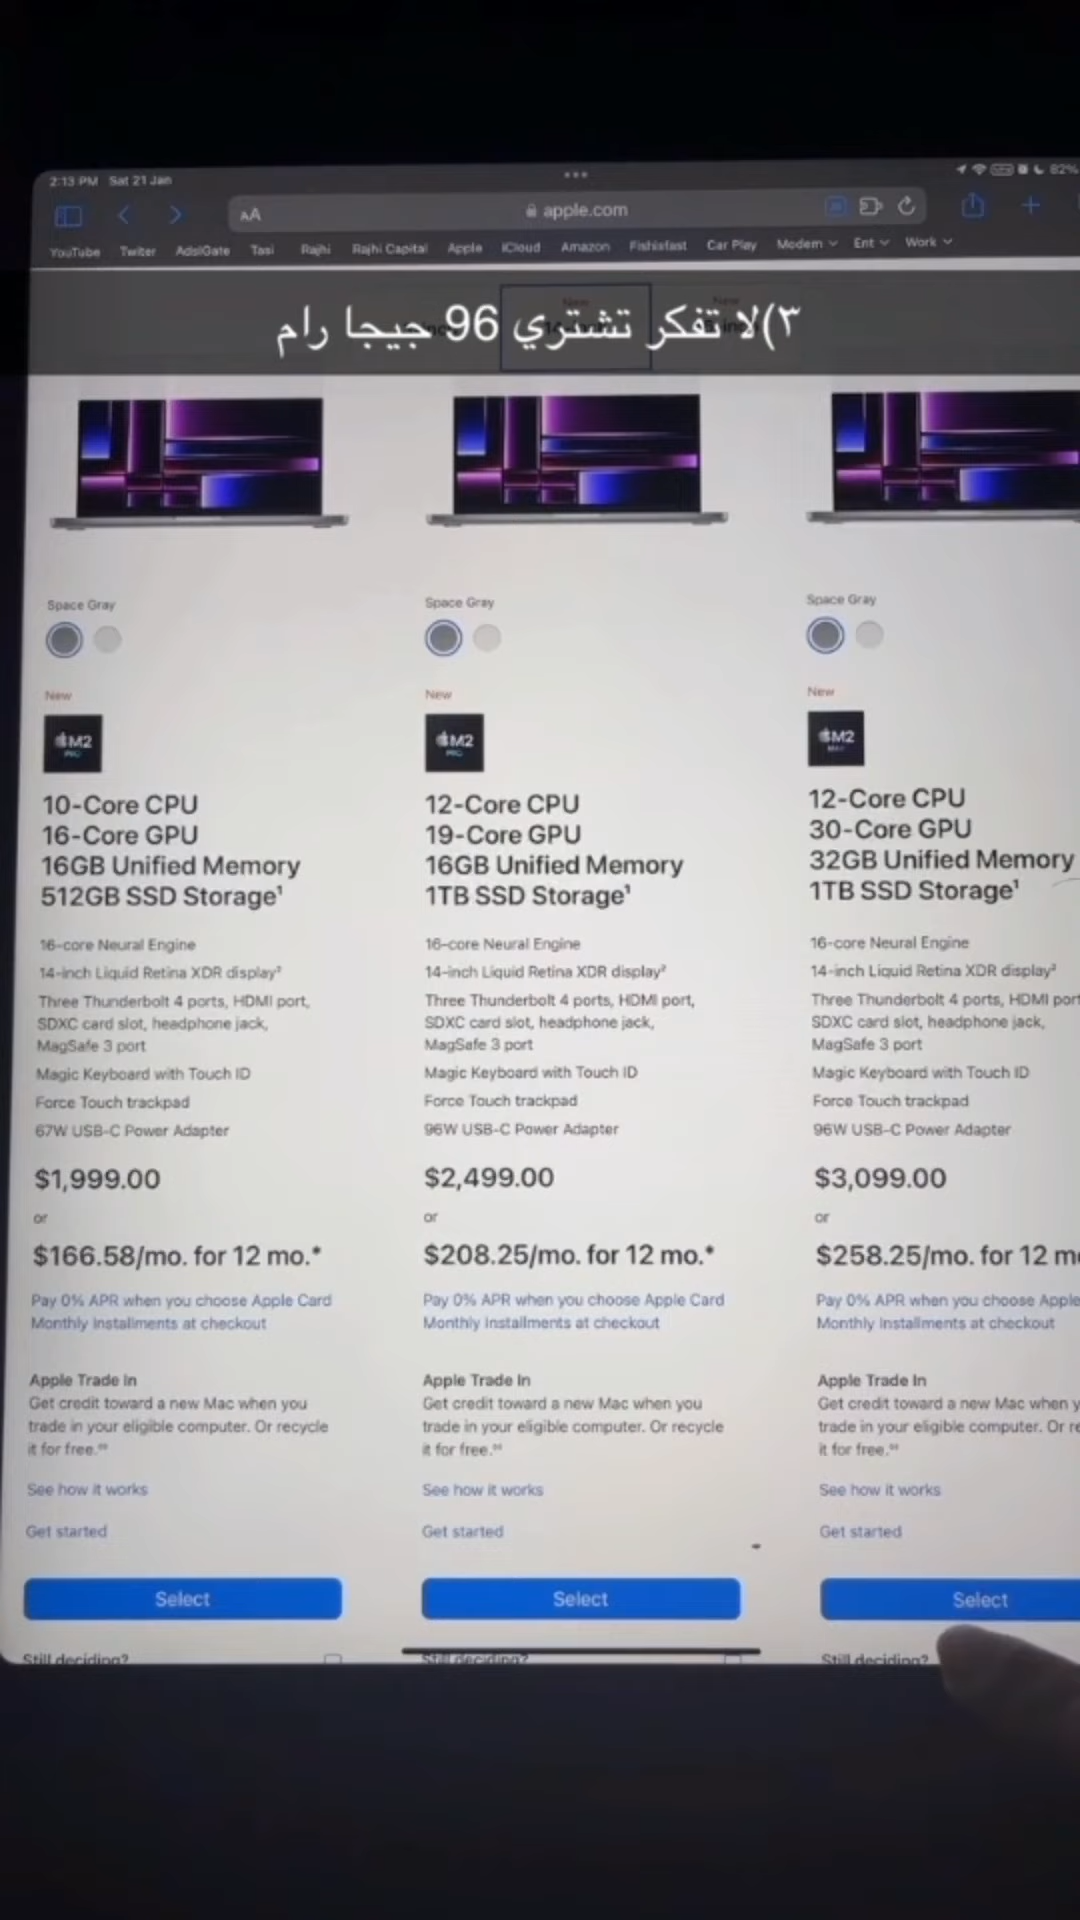 2:13 PM Sat 21 Jan
82%
AA
apple.com
YouTube Twiter AdslGate Tasi Rajhi Rajhi Capital Apple iCloud Amazon Fishisfast Car Play Modem Ent Work
New
New
٣)لا تفكر تشتري 96 جيجا رام
Space Gray
New
M2
PRO
10-Core CPU
16-Core GPU
16GB Unified Memory
512GB SSD Storage¹
16-core Neural Engine
14-inch Liquid Retina XDR display²
Three Thunderbolt 4 ports, HDMI port,
SDXC card slot, headphone jack,
MagSafe 3 port
Magic Keyboard with Touch ID
Force Touch trackpad
67W USB-C Power Adapter
$1,999.00
or
$166.58/mo. for 12 mo.*
Pay 0% APR when you choose Apple Card
Monthly Installments at checkout
Apple Trade In
Get credit toward a new Mac when you
trade in your eligible computer. Or recycle
it for free.**
See how it works
Get started
Select
Still deciding?
Space Gray
New
M2
PRO
12-Core CPU
19-Core GPU
16GB Unified Memory
1TB SSD Storage¹
16-core Neural Engine
14-inch Liquid Retina XDR display²
Three Thunderbolt 4 ports, HDMI port,
SDXC card slot, headphone jack,
MagSafe 3 port
Magic Keyboard with Touch ID
Force Touch trackpad
96W USB-C Power Adapter
$2,499.00
or
$208.25/mo. for 12 mo.*
Pay 0% APR when you choose Apple Card
Monthly Installments at checkout
Apple Trade In
Get credit toward a new Mac when you
trade in your eligible computer. Or recycle
it for free.**
See how it works
Get started
Select
Still deciding?
Space Gray
New
M2
MAX
12-Core CPU
30-Core GPU
32GB Unified Memory
1TB SSD Storage¹
16-core Neural Engine
14-inch Liquid Retina XDR display²
Three Thunderbolt 4 ports, HDMI port
SDXC card slot, headphone jack,
MagSafe 3 port
Magic Keyboard with Touch ID
Force Touch trackpad
96W USB-C Power Adapter
$3,099.00
or
$258.25/mo. for 12 m
Pay 0% APR when you choose Apple
Monthly Installments at checkout
Apple Trade In
Get credit toward a new Mac when y
trade in your eligible computer. Or re
it for free.**
See how it works
Get started
Select
Still deciding?